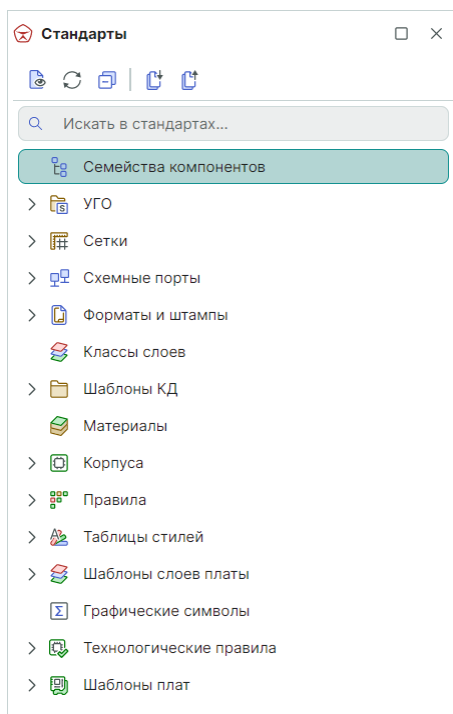 Стандарты
Искать в стандартах...
Семейства компонентов
УГО
Сетки
Схемные порты
Форматы и штампы
Классы слоев
Шаблоны КД
Материалы
Корпуса
Правила
Таблицы стилей
Шаблоны слоев платы
Графические символы
Технологические правила
Шаблоны плат